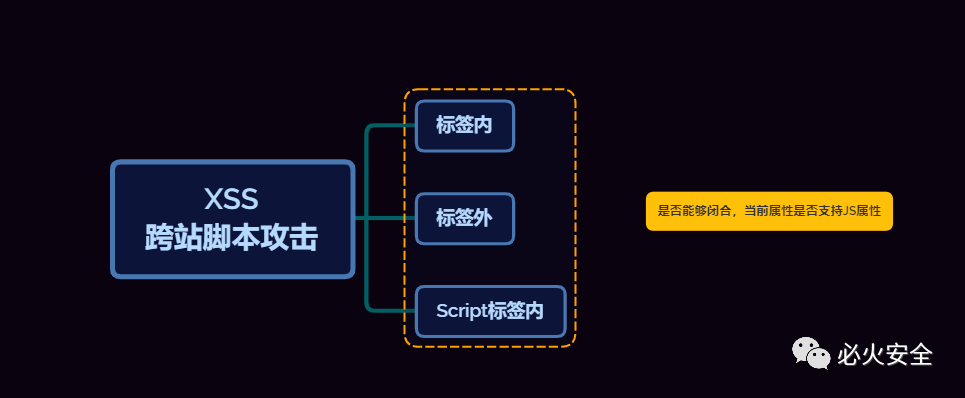 XSS
跨站脚本攻击
标签内
标签外
Script标签内
是否能够闭合，当前属性是否支持JS属性
必火安全